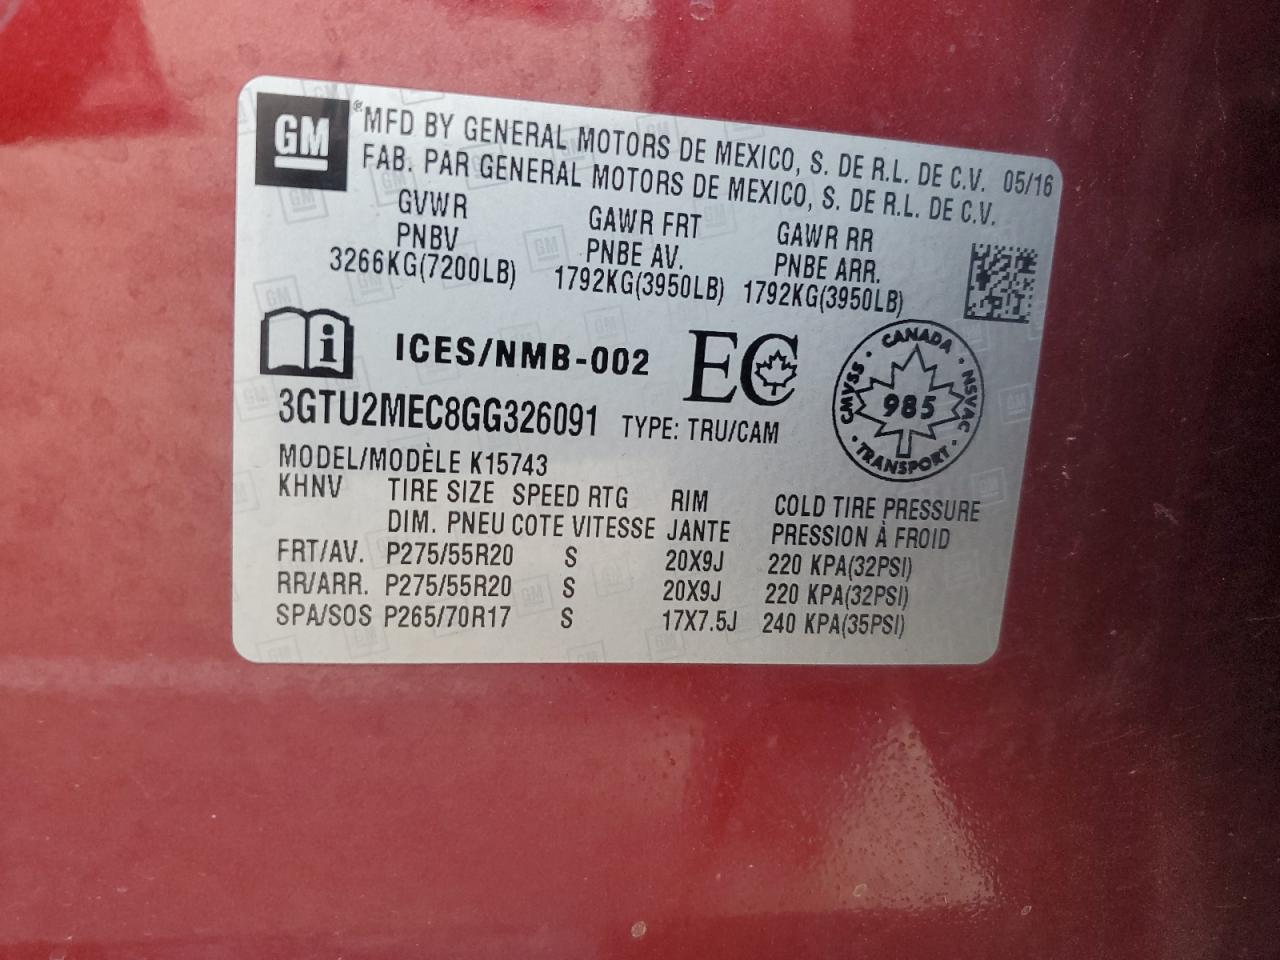 GM ® MFD BY GENERAL MOTORS DE MEXICO, S. DE R.L. DE C.V. 05/16
FAB. PAR GENERAL MOTORS DE MEXICO, S. DE R.L. DE C.V.
GVWR GAWR FRT GAWR RR
PNBV PNBE AV. PNBE ARR.
3266KG(7200LB) 1792KG(3950LB) 1792KG(3950LB)
i ICES/NMB-002 EC CANADA CMVSS 985 NSVAC TRANSPORT
3GTU2MEC8GG326091 TYPE: TRU/CAM
MODEL/MODÈLE K15743
KHNV TIRE SIZE SPEED RTG RIM COLD TIRE PRESSURE
DIM. PNEU COTE VITESSE JANTE PRESSION À FROID
FRT/AV. P275/55R20 S 20X9J 220 KPA(32PSI)
RR/ARR. P275/55R20 S 20X9J 220 KPA(32PSI)
SPA/SOS P265/70R17 S 17X7.5J 240 KPA(35PSI)